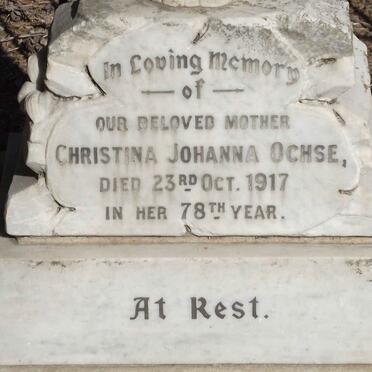 In Loving Memory
of
OUR BELOVED MOTHER
CHRISTINA JOHANNA OCHSE,
DIED 23RD OCT. 1917
IN HER 78TH YEAR.
At Rest.